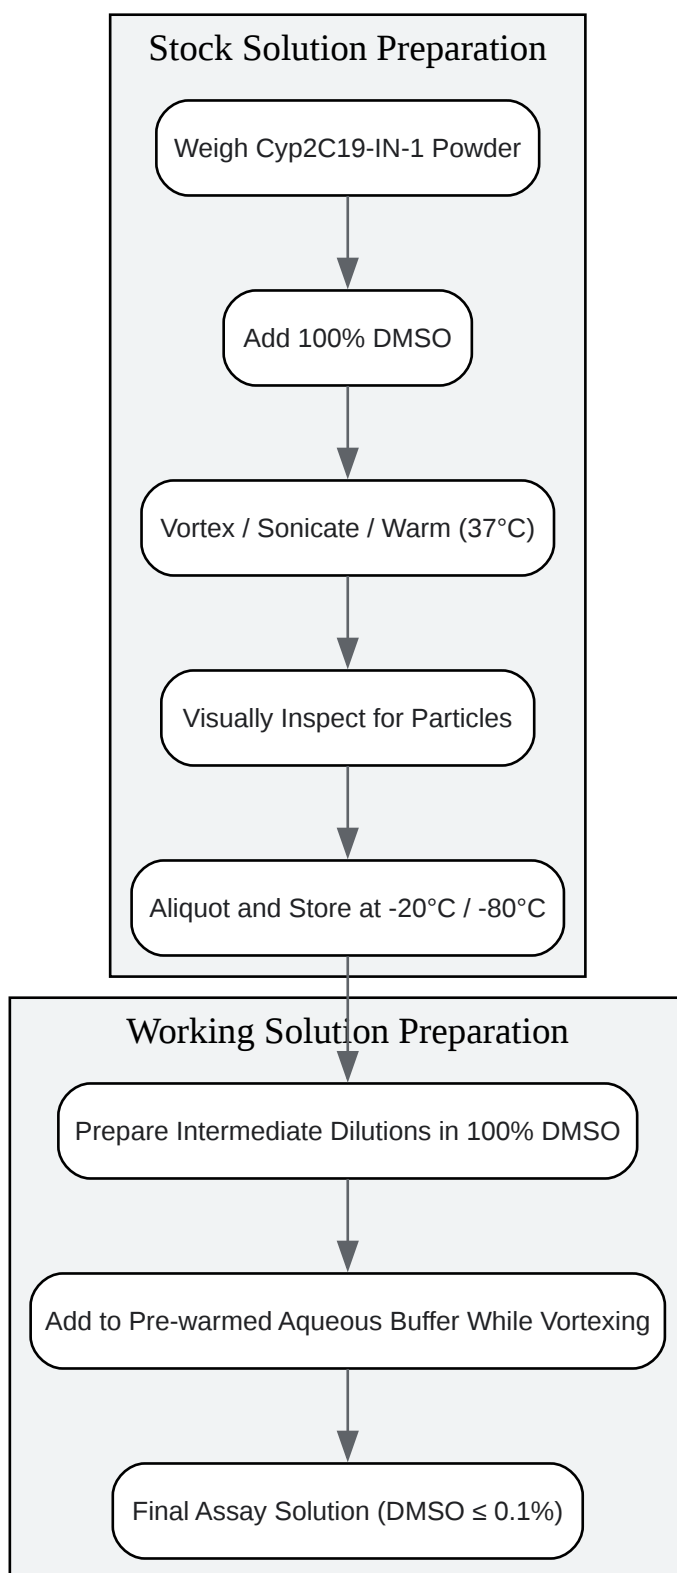 Stock Solution Preparation
Weigh Cyp2C19-IN-1 Powder
Add 100% DMSO
Vortex / Sonicate / Warm (37°C)
Visually Inspect for Particles
Aliquot and Store at -20°C / -80°C
Working Solution Preparation
Prepare Intermediate Dilutions in 100% DMSO
Add to Pre-warmed Aqueous Buffer While Vortexing
Final Assay Solution (DMSO ≤ 0.1%)